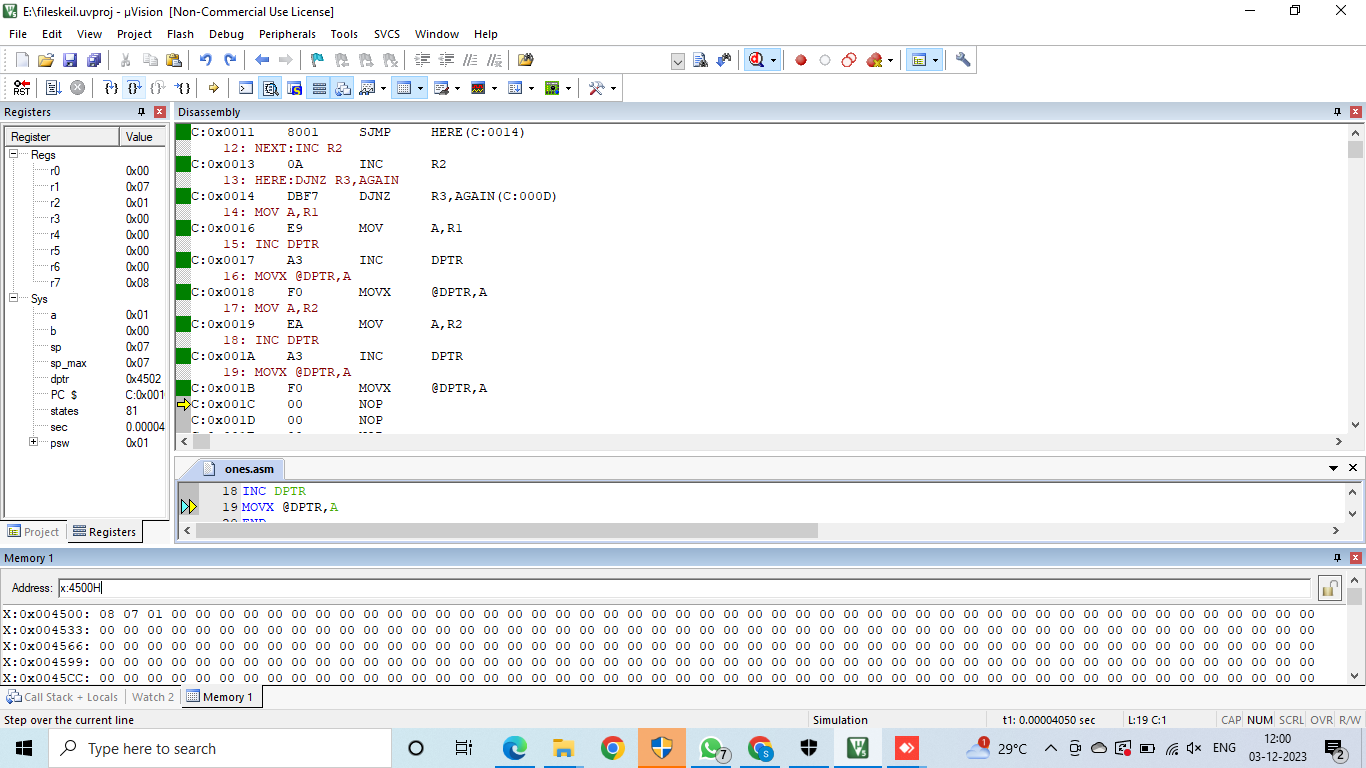 E:\fileskeil.uvproj - µVision [Non-Commercial Use License]
File Edit View Project Flash Debug Peripherals Tools SVCS Window Help
RST
Registers
Register Value
Regs
r0 0x00
r1 0x07
r2 0x01
r3 0x00
r4 0x00
r5 0x00
r6 0x00
r7 0x08
Sys
a 0x01
b 0x00
sp 0x07
sp_max 0x07
dptr 0x4502
PC $ C:0x001
states 81
sec 0.00004
psw 0x01
Project Registers
Disassembly
C:0x0011 8001 SJMP HERE(C:0014)
12: NEXT:INC R2
C:0x0013 0A INC R2
13: HERE:DJNZ R3,AGAIN
C:0x0014 DBF7 DJNZ R3,AGAIN(C:000D)
14: MOV A,R1
C:0x0016 E9 MOV A,R1
15: INC DPTR
C:0x0017 A3 INC DPTR
16: MOVX @DPTR,A
C:0x0018 F0 MOVX @DPTR,A
17: MOV A,R2
C:0x0019 EA MOV A,R2
18: INC DPTR
C:0x001A A3 INC DPTR
19: MOVX @DPTR,A
C:0x001B F0 MOVX @DPTR,A
C:0x001C 00 NOP
C:0x001D 00 NOP
ones.asm
18 INC DPTR
19 MOVX @DPTR,A
20 END
Memory 1
Address: x:4500H
X:0x004500: 08 07 01 00 00 00 00 00 00 00 00 00 00 00 00 00 00 00 00 00 00 00 00 00 00 00 00 00 00 00 00 00 00 00 00 00 00 00 00 00 00 00 00 00 00 00 00 00 00 00 00
X:0x004533: 00 00 00 00 00 00 00 00 00 00 00 00 00 00 00 00 00 00 00 00 00 00 00 00 00 00 00 00 00 00 00 00 00 00 00 00 00 00 00 00 00 00 00 00 00 00 00 00 00 00 00
X:0x004566: 00 00 00 00 00 00 00 00 00 00 00 00 00 00 00 00 00 00 00 00 00 00 00 00 00 00 00 00 00 00 00 00 00 00 00 00 00 00 00 00 00 00 00 00 00 00 00 00 00 00 00
X:0x004599: 00 00 00 00 00 00 00 00 00 00 00 00 00 00 00 00 00 00 00 00 00 00 00 00 00 00 00 00 00 00 00 00 00 00 00 00 00 00 00 00 00 00 00 00 00 00 00 00 00 00 00
X:0x0045CC: 00 00 00 00 00 00 00 00 00 00 00 00 00 00 00 00 00 00 00 00 00 00 00 00 00 00 00 00 00 00 00 00 00 00 00 00 00 00 00 00 00 00 00 00 00 00 00 00 00 00 00
Call Stack + Locals Watch 2 Memory 1
Step over the current line Simulation t1: 0.00004050 sec L:19 C:1 CAP NUM SCRL OVR R/W
Type here to search 7 S 1 29°C ENG 12:00
03-12-2023 2